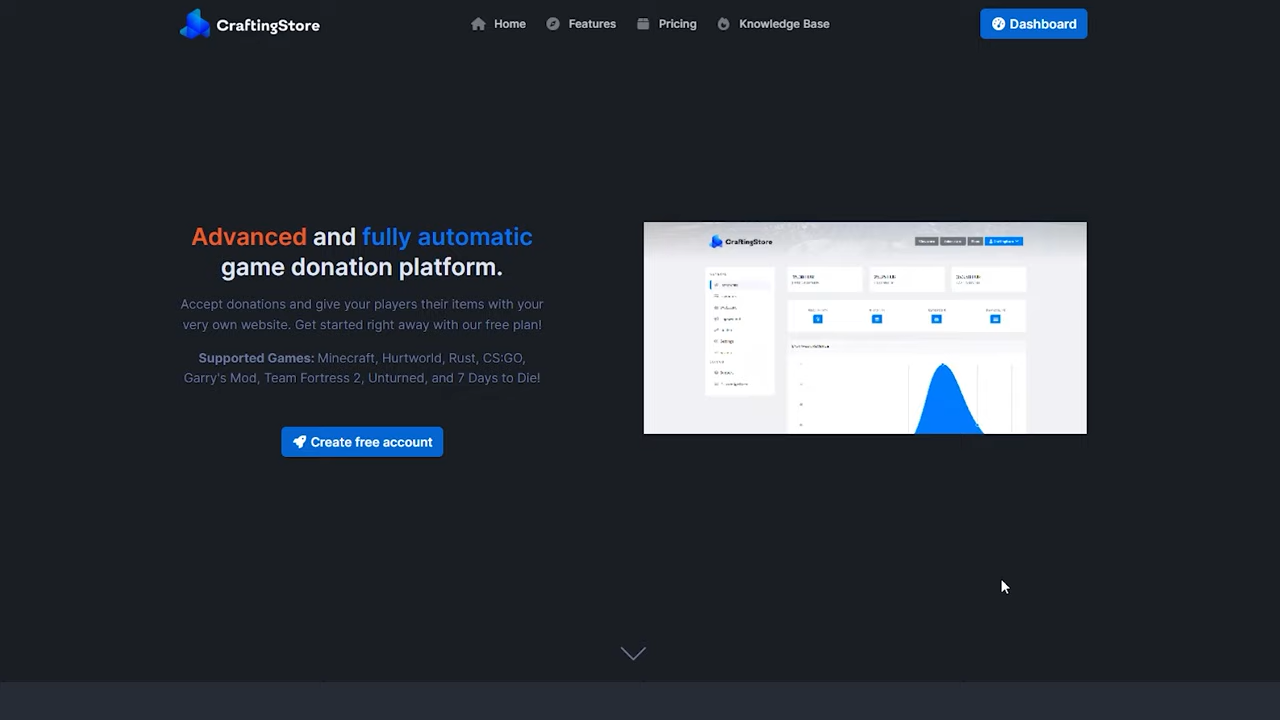 CraftingStore
Home
Features
Pricing
Knowledge Base
Dashboard
Advanced and fully automatic
game donation platform.
Accept donations and give your players their items with your
very own website. Get started right away with our free plan!
Supported Games: Minecraft, Hurtworld, Rust, CS:GO,
Garry's Mod, Team Fortress 2, Unturned, and 7 Days to Die!
Create free account
CraftingStore